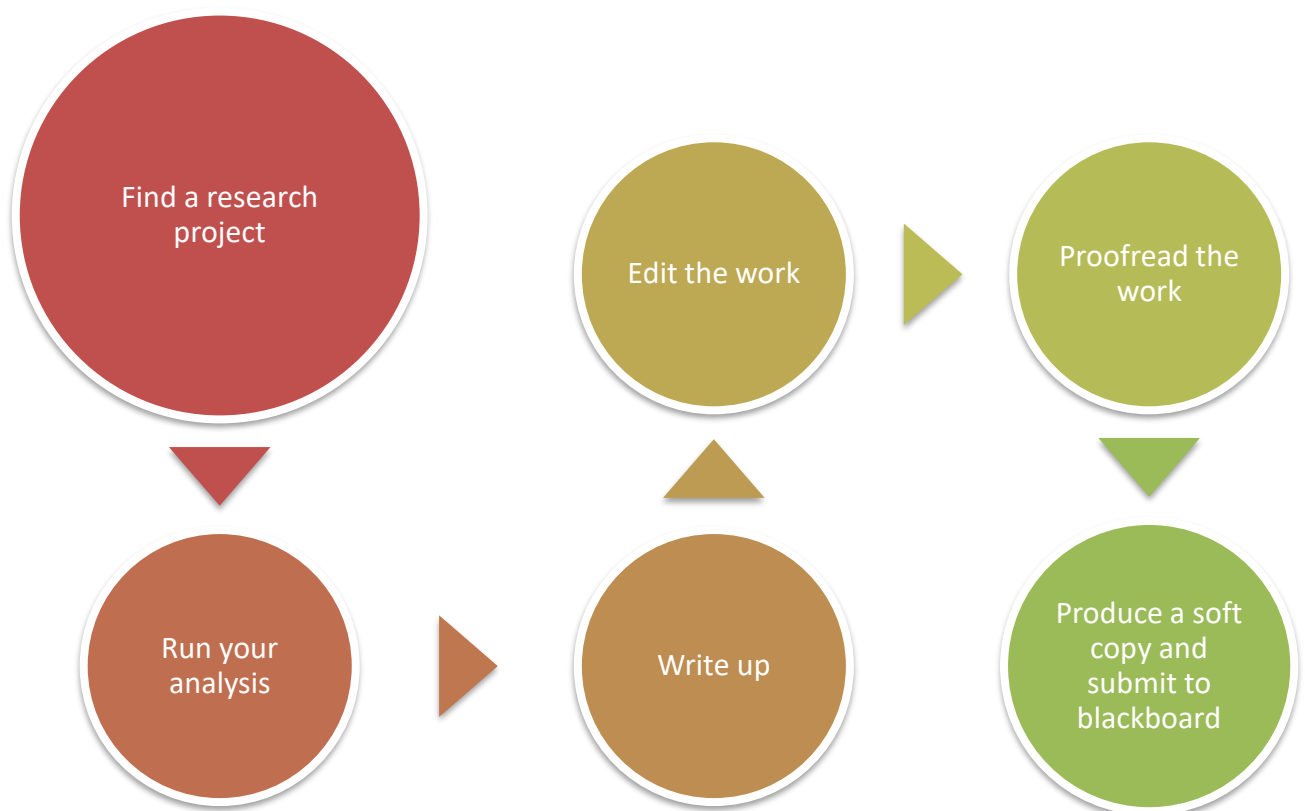 Find a research
project
Run your
analysis
Write up
Edit the work
Proofread the
work
Produce a soft
copy and
submit to
blackboard